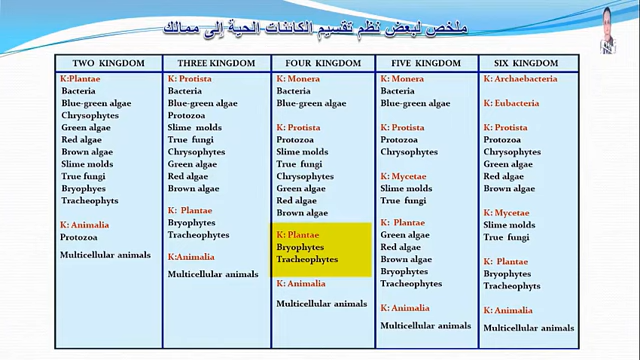 ملخص لبعض نظم تقسيم الكائنات الحية إلى ممالك
TWO KINGDOM
K:Plantae
Bacteria
Blue-green algae
Chrysophytes
Green algae
Red algae
Brown algae
Slime molds
True fungi
Bryophyes
Tracheophyts
K: Animalia
Protozoa
Multicellular animals
THREE KINGDOM
K: Protista
Bacteria
Blue-green algae
Protozoa
Slime molds
True fungi
Chrysophytes
Green algae
Red algae
Brown algae
K: Plantae
Bryophytes
Tracheophytes
K:Animalia
Multicellular animals
FOUR KINGDOM
K: Monera
Bacteria
Blue-green algae
K: Protista
Protozoa
Slime molds
True fungi
Chrysophytes
Green algae
Red algae
Brown algae
K: Plantae
Bryophytes
Tracheophytes
K: Animalia
Multicellular animals
FIVE KINGDOM
K: Monera
Bacteria
Blue-green algae
K: Protista
Protozoa
Chrysophytes
K: Mycetae
Slime molds
True fungi
K: Plantae
Green algae
Red algae
Brown algae
Bryophytes
Tracheophytes
K: Animalia
Multicellular animals
SIX KINGDOM
K: Archaebacteria
K: Eubacteria
K: Protista
Protozoa
Chrysophytes
Green algae
Red algae
Brown algae
K: Mycetae
Slime molds
True fungi
K: Plantae
Bryophytes
Tracheophyts
K: Animalia
Multicellular animals